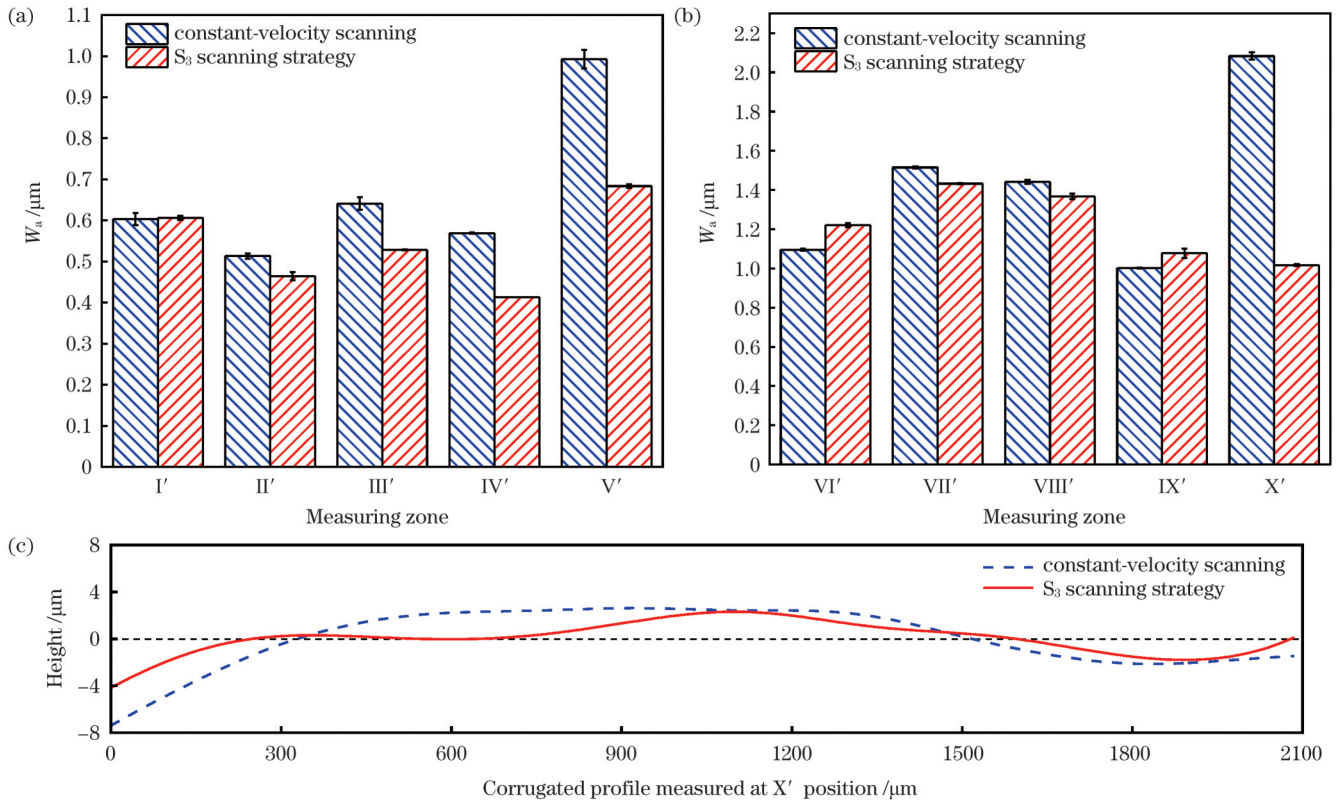 (a)
1.1
1.0
0.9
0.8
0.7
0.6
0.5
0.4
0.3
0.2
0.1
0
Wₐ /μm
constant-velocity scanning
S₃ scanning strategy
I′ II′ III′ IV′ V′
Measuring zone
(b)
2.2
2.0
1.8
1.6
1.4
1.2
1.0
0.8
0.6
0.4
0.2
0
Wₐ /μm
constant-velocity scanning
S₃ scanning strategy
VI′ VII′ VIII′ IX′ X′
Measuring zone
(c)
8
4
0
−4
−8
Height /μm
constant-velocity scanning
S₃ scanning strategy
0 300 600 900 1200 1500 1800 2100
Corrugated profile measured at X′ position /μm